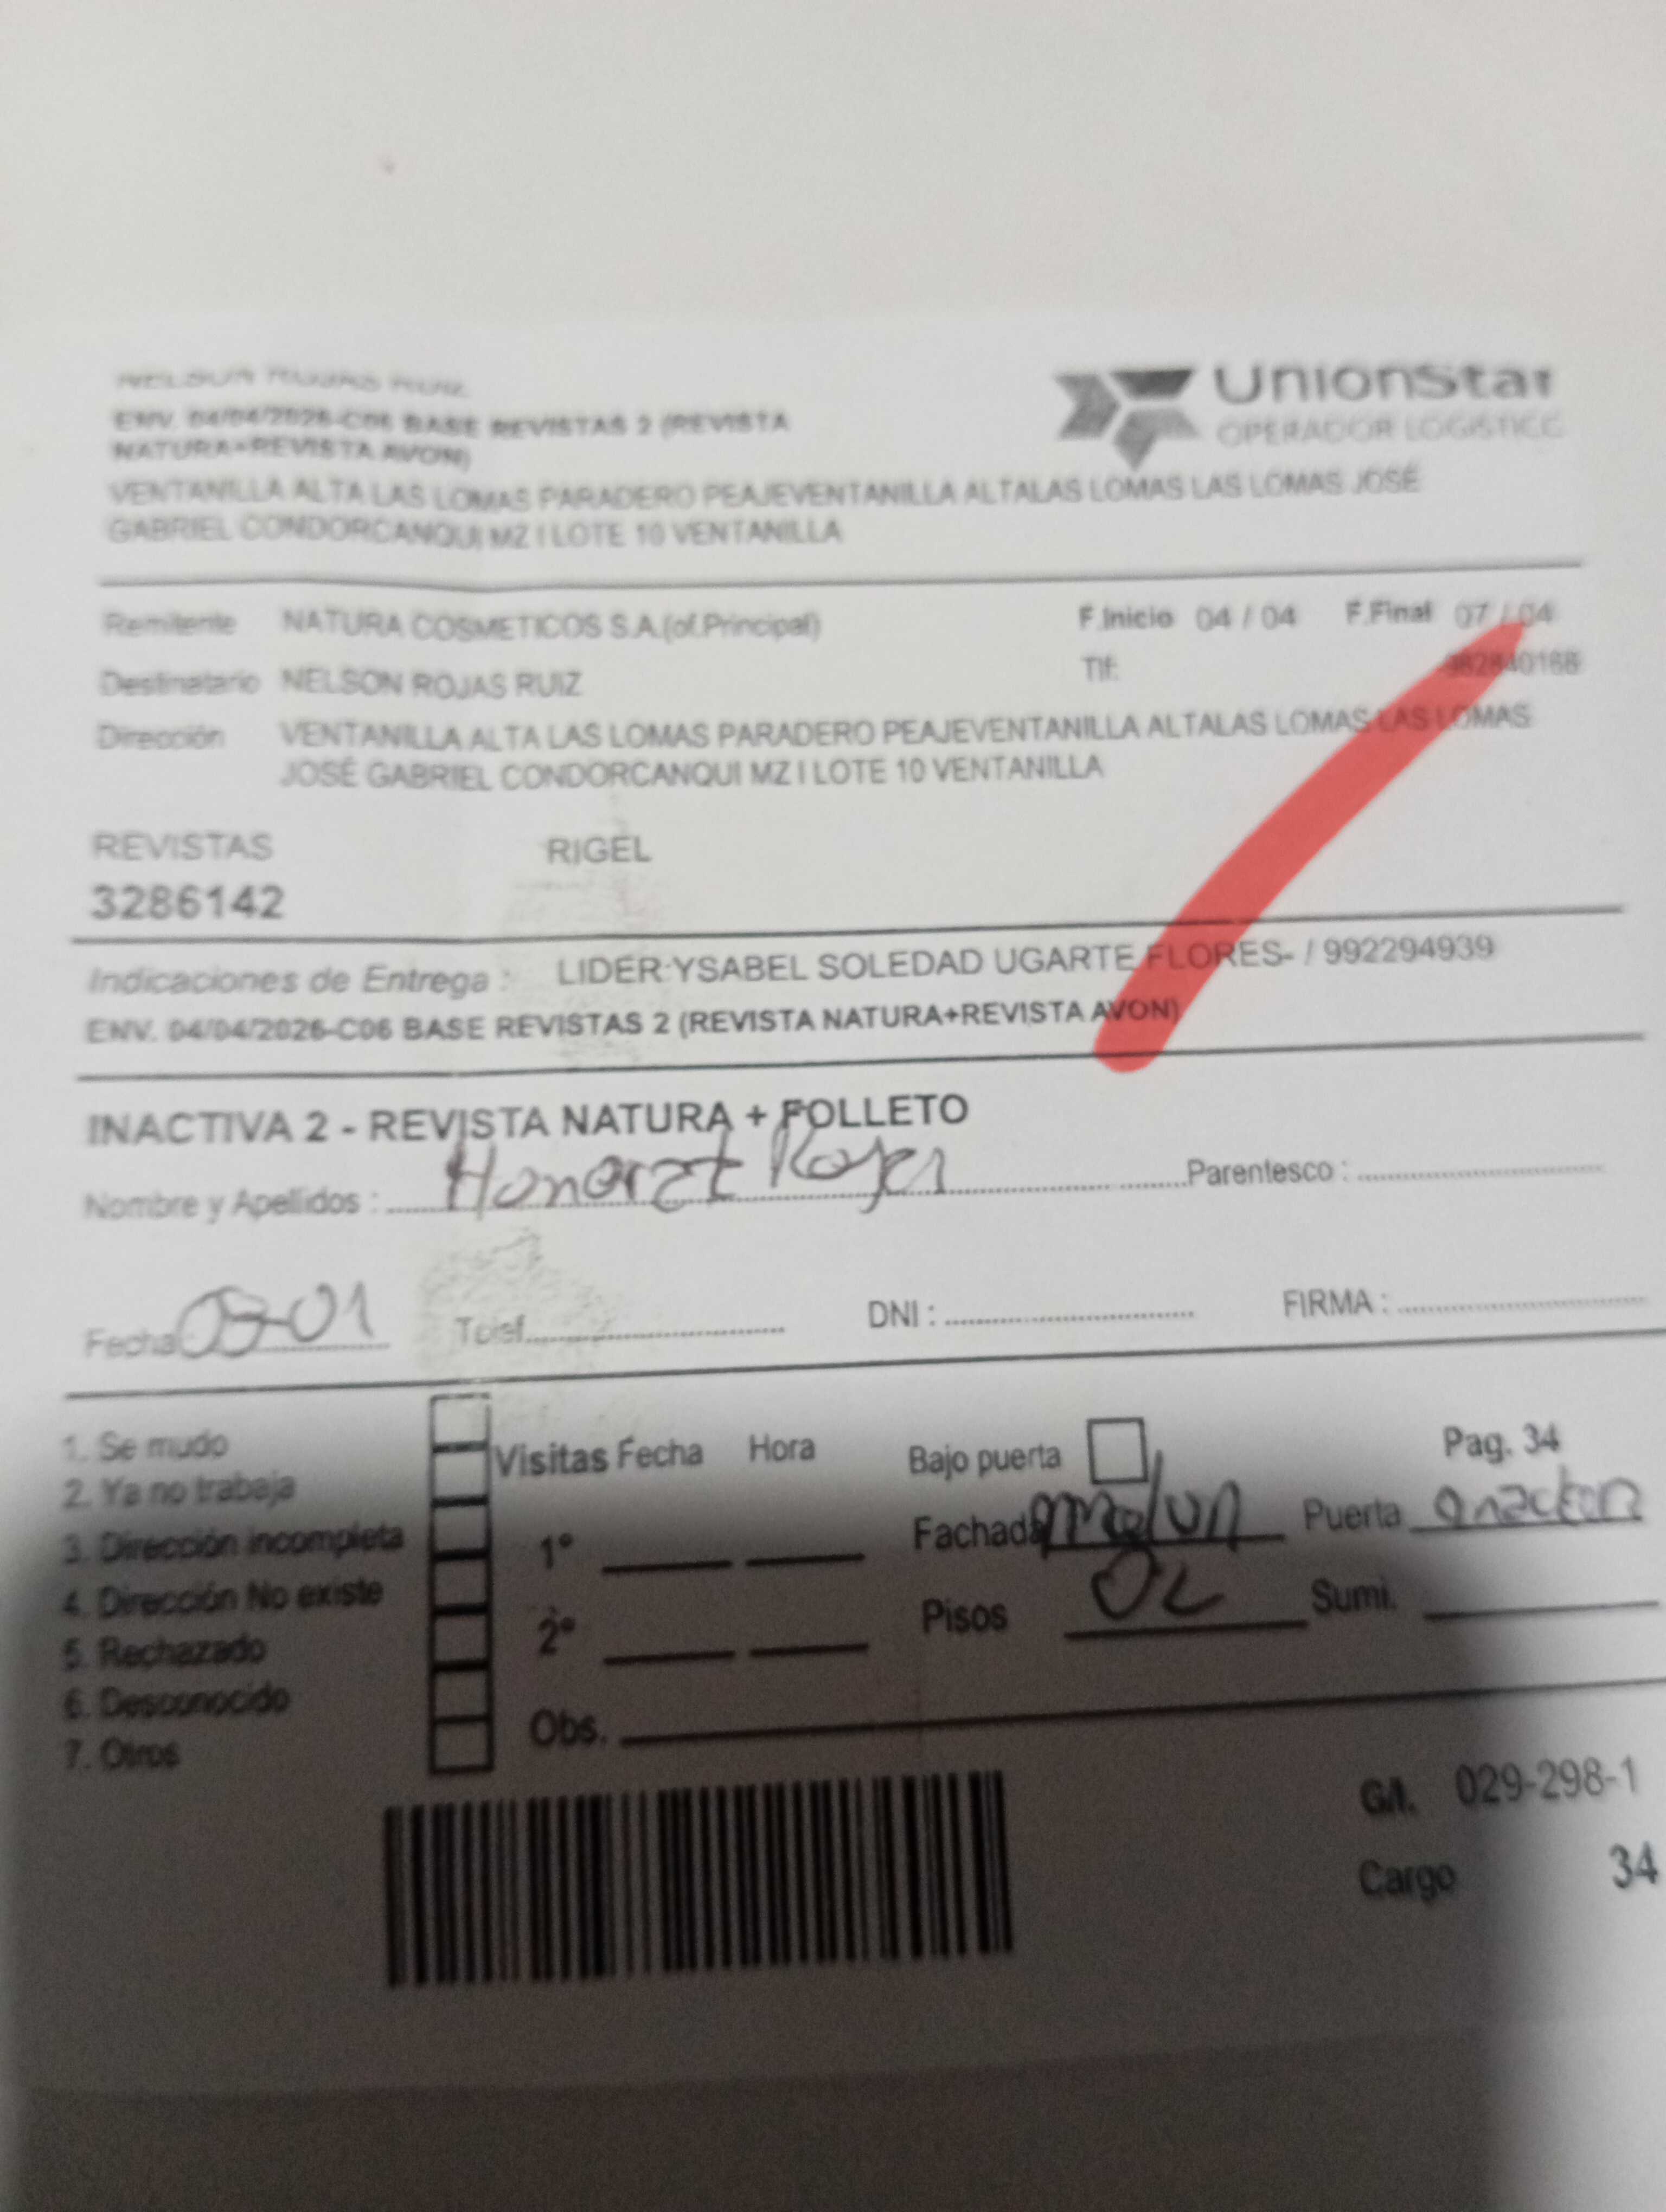 NELSON ROJAS RUIZ
UnionStar
OPERADOR LOGISTICO
ENV. 04/04/2026-C06 BASE REVISTAS 2 (REVISTA
NATURA+REVISTA AVON)
VENTANILLA ALTA LAS LOMAS PARADERO PEAJEVENTANILLA ALTALAS LOMAS LAS LOMAS JOSÉ
GABRIEL CONDORCANQUI MZ I LOTE 10 VENTANILLA
Remitente NATURA COSMETICOS S.A.(of.Principal) F.Inicio 04 / 04 F.Final 07 / 04
Destinatario NELSON ROJAS RUIZ Tlf:
Dirección VENTANILLA ALTA LAS LOMAS PARADERO PEAJEVENTANILLA ALTALAS LOMAS LAS LOMAS
JOSÉ GABRIEL CONDORCANQUI MZ I LOTE 10 VENTANILLA
REVISTAS RIGEL
3286142
Indicaciones de Entrega : LIDER:YSABEL SOLEDAD UGARTE FLORES- / 992294939
ENV. 04/04/2026-C06 BASE REVISTAS 2 (REVISTA NATURA+REVISTA AVON)
INACTIVA 2 - REVISTA NATURA + FOLLETO
Nombre y Apellidos : Parentesco :
Fecha Telef. DNI : FIRMA :
1. Se mudo
2. Ya no trabaja
3. Dirección incompleta
4. Dirección No existe
5. Rechazado
6. Desconocido
7. Otros
Visitas Fecha Hora
1°
2°
Obs.
Bajo puerta Pag. 34
Fachada Puerta
Pisos Sumi.
G/I. 029-298-1
Cargo 34